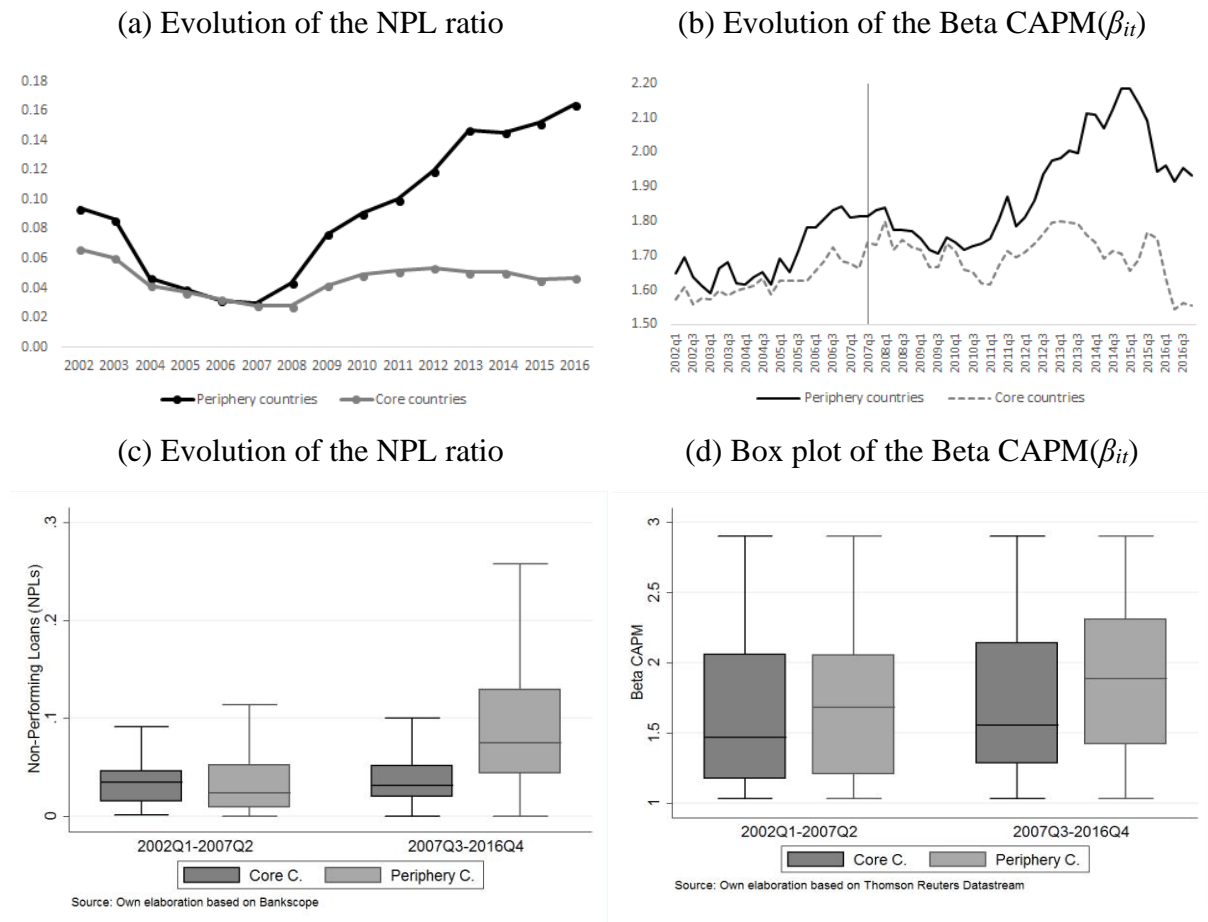 (a) Evolution of the NPL ratio
(b) Evolution of the Beta CAPM(βit)
0.18
0.16
0.14
0.12
0.10
0.08
0.06
0.04
0.02
0.00
2002 2003 2004 2005 2006 2007 2008 2009 2010 2011 2012 2013 2014 2015 2016
Periphery countries Core countries
2.20
2.10
2.00
1.90
1.80
1.70
1.60
1.50
2002q1 2002q3 2003q1 2003q3 2004q1 2004q3 2005q1 2005q3 2006q1 2006q3 2007q1 2007q3 2008q1 2008q3 2009q1 2009q3 2010q1 2010q3 2011q1 2011q3 2012q1 2012q3 2013q1 2013q3 2014q1 2014q3 2015q1 2015q3 2016q1 2016q3
Periphery countries Core countries
(c) Evolution of the NPL ratio
(d) Box plot of the Beta CAPM(βit)
Non-Performing Loans (NPLs)
.3
.2
.1
0
2002Q1-2007Q2 2007Q3-2016Q4
Core C. Periphery C.
Source: Own elaboration based on Bankscope
Beta CAPM
3
2.5
2
1.5
1
2002Q1-2007Q2 2007Q3-2016Q4
Core C. Periphery C.
Source: Own elaboration based on Thomson Reuters Datastream